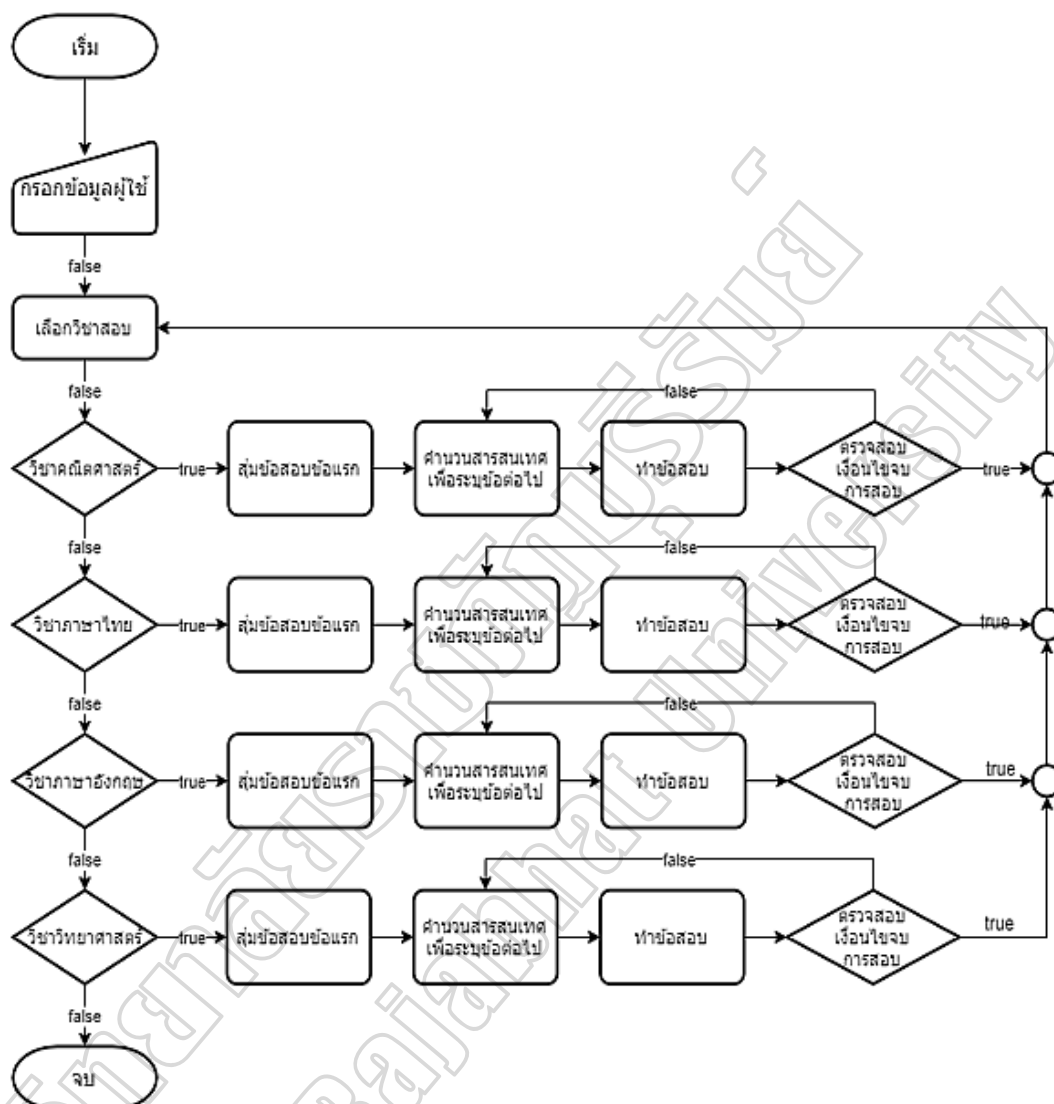 เริ่ม
กรอกข้อมูลผู้ใช้
false
เลือกวิชาสอบ
false
false
วิชาคณิตศาสตร์
true
สุ่มข้อสอบข้อแรก
คำนวนสารสนเทศ
เพื่อระบุข้อต่อไป
ทำข้อสอบ
ตรวจสอบ
เงื่อนไขจบ
การสอบ
true
false
false
วิชาภาษาไทย
true
สุ่มข้อสอบข้อแรก
คำนวนสารสนเทศ
เพื่อระบุข้อต่อไป
ทำข้อสอบ
ตรวจสอบ
เงื่อนไขจบ
การสอบ
true
false
false
วิชาภาษาอังกฤษ
true
สุ่มข้อสอบข้อแรก
คำนวนสารสนเทศ
เพื่อระบุข้อต่อไป
ทำข้อสอบ
ตรวจสอบ
เงื่อนไขจบ
การสอบ
true
false
false
วิชาวิทยาศาสตร์
true
สุ่มข้อสอบข้อแรก
คำนวนสารสนเทศ
เพื่อระบุข้อต่อไป
ทำข้อสอบ
ตรวจสอบ
เงื่อนไขจบ
การสอบ
true
false
จบ
Rajabhat University